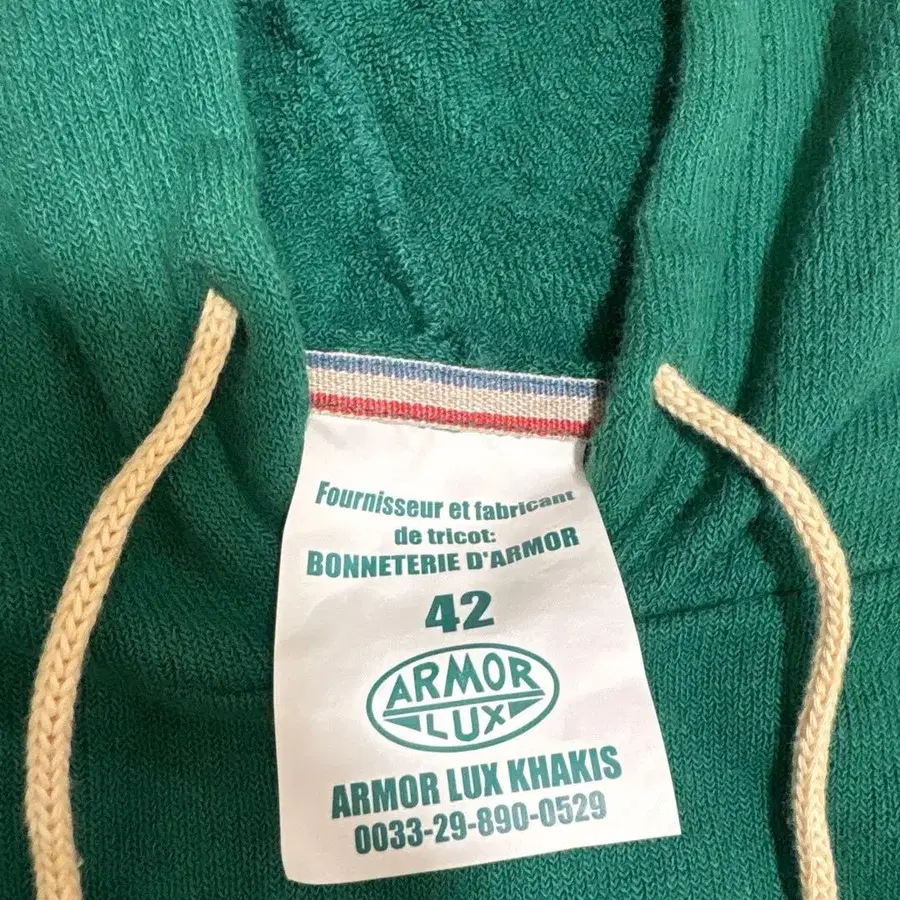 Fournisseur et fabricant
de tricot:
BONNETERIE D'ARMOR
42
ARMOR
LUX
ARMOR LUX KHAKIS
0033-29-890-0529